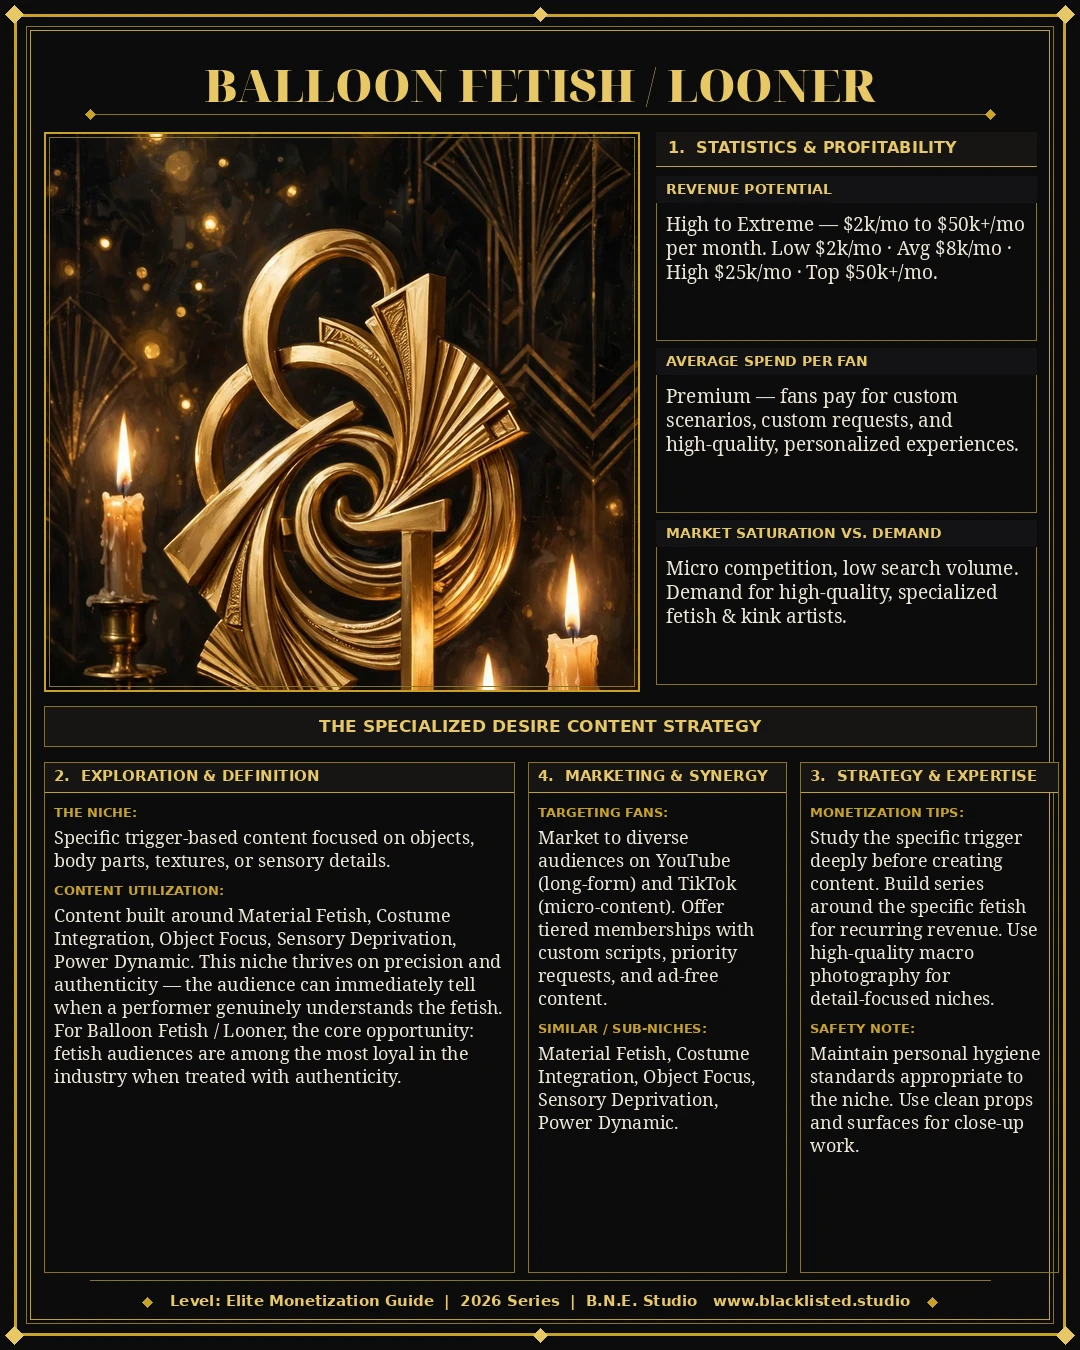 BALLOON FETISH / LOONER
1. STATISTICS & PROFITABILITY
REVENUE POTENTIAL
High to Extreme — $2k/mo to $50k+/mo
per month. Low $2k/mo · Avg $8k/mo ·
High $25k/mo · Top $50k+/mo.
AVERAGE SPEND PER FAN
Premium — fans pay for custom
scenarios, custom requests, and
high-quality, personalized experiences.
MARKET SATURATION VS. DEMAND
Micro competition, low search volume.
Demand for high-quality, specialized
fetish & kink artists.
THE SPECIALIZED DESIRE CONTENT STRATEGY
2. EXPLORATION & DEFINITION
THE NICHE:
Specific trigger-based content focused on objects,
body parts, textures, or sensory details.
CONTENT UTILIZATION:
Content built around Material Fetish, Costume
Integration, Object Focus, Sensory Deprivation,
Power Dynamic. This niche thrives on precision and
authenticity — the audience can immediately tell
when a performer genuinely understands the fetish.
For Balloon Fetish / Looner, the core opportunity:
fetish audiences are among the most loyal in the
industry when treated with authenticity.
4. MARKETING & SYNERGY
TARGETING FANS:
Market to diverse
audiences on YouTube
(long-form) and TikTok
(micro-content). Offer
tiered memberships with
custom scripts, priority
requests, and ad-free
content.
SIMILAR / SUB-NICHES:
Material Fetish, Costume
Integration, Object Focus,
Sensory Deprivation,
Power Dynamic.
3. STRATEGY & EXPERTISE
MONETIZATION TIPS:
Study the specific trigger
deeply before creating
content. Build series
around the specific fetish
for recurring revenue. Use
high-quality macro
photography for
detail-focused niches.
SAFETY NOTE:
Maintain personal hygiene
standards appropriate to
the niche. Use clean props
and surfaces for close-up
work.
Level: Elite Monetization Guide | 2026 Series | B.N.E. Studio www.blacklisted.studio